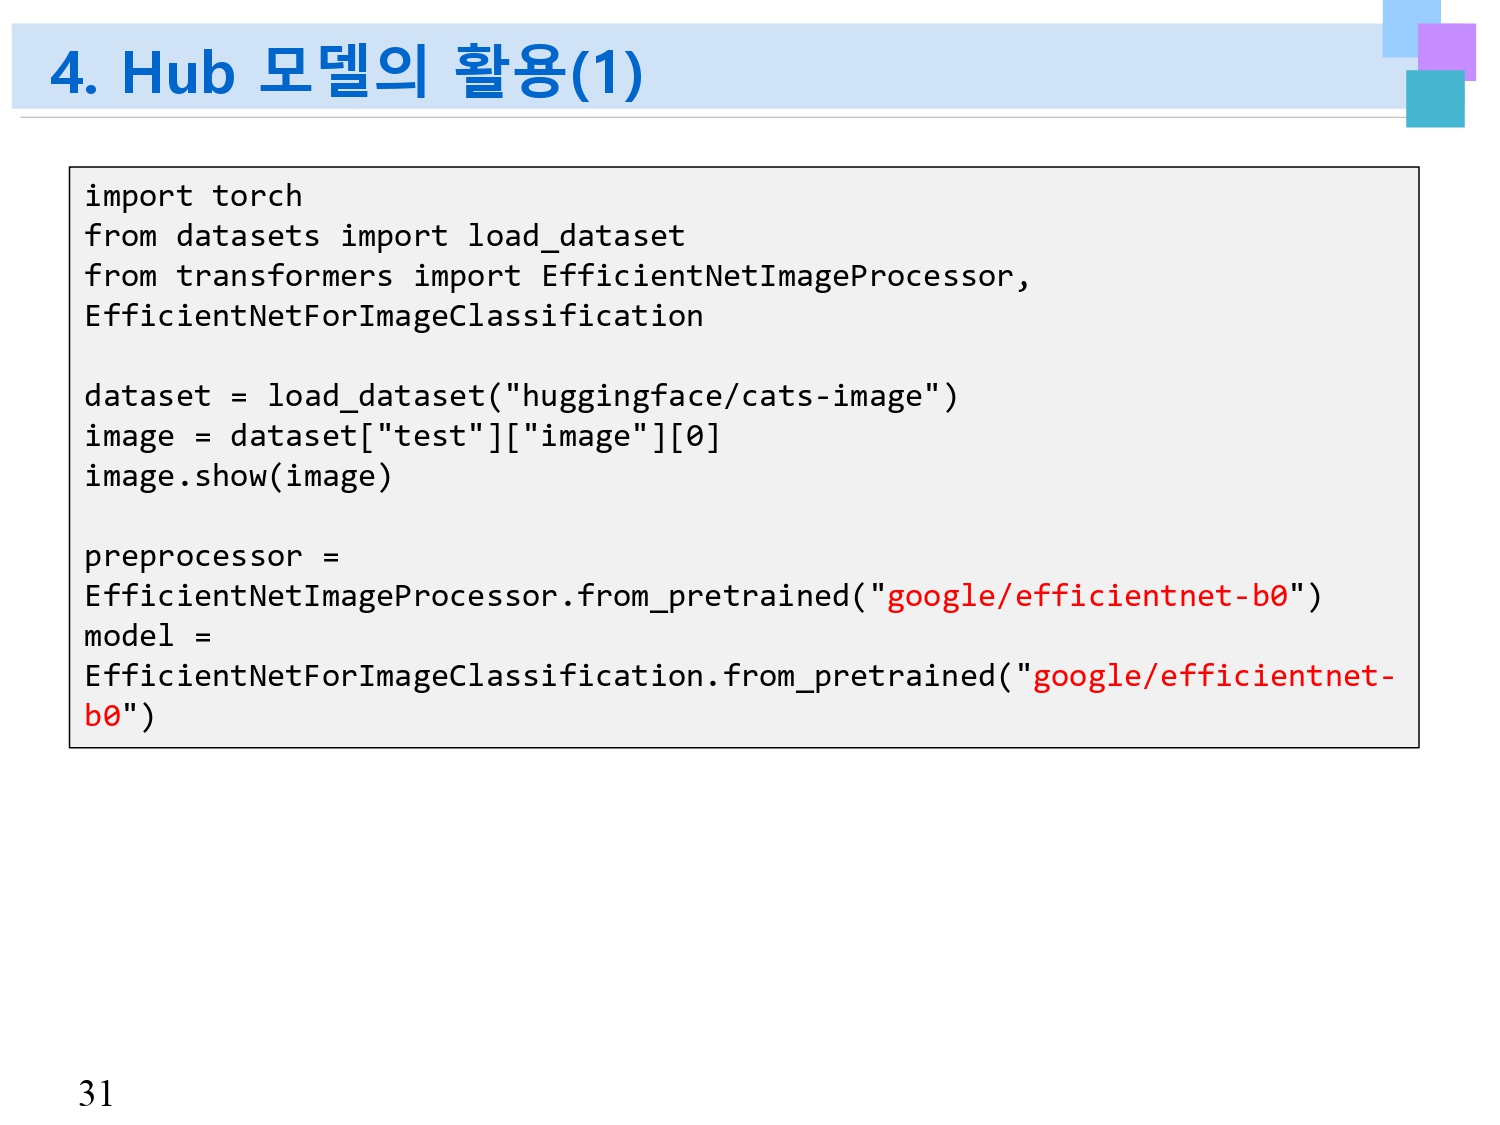 4. Hub 모델의 활용(1)
import torch
from datasets import load_dataset
from transformers import EfficientNetImageProcessor,
EfficientNetForImageClassification
dataset = load_dataset("huggingface/cats-image")
image = dataset["test"]["image"][0]
image.show(image)
preprocessor =
EfficientNetImageProcessor.from_pretrained("google/efficientnet-b0")
model =
EfficientNetForImageClassification.from_pretrained("google/efficientnet-
b0")
31